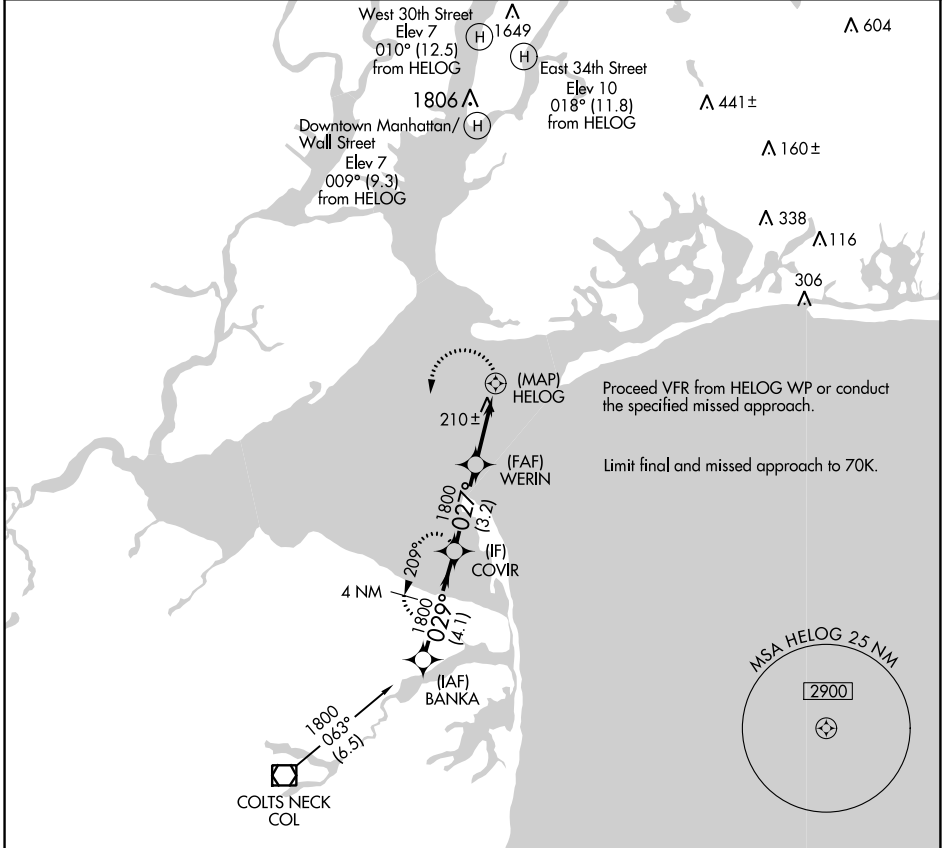 West 30th Street
Elev 7
010° (12.5)
from HELOG
H
1649
604
H
East 34th Street
Elev 10
018° (11.8)
from HELOG
1806
441±
Downtown Manhattan/
Wall Street
Elev 7
009° (9.3)
from HELOG
H
160±
338
116
306
(MAP)
HELOG
Proceed VFR from HELOG WP or conduct
the specified missed approach.
210±
(FAF)
WERIN
Limit final and missed approach to 70K.
1800
027°
(3.2)
(IF)
COVIR
209°
4 NM
1800
029°
(4.1)
(IAF)
BANKA
MSA HELOG 25 NM
2900
1800
063°
(6.5)
COLTS NECK
COL